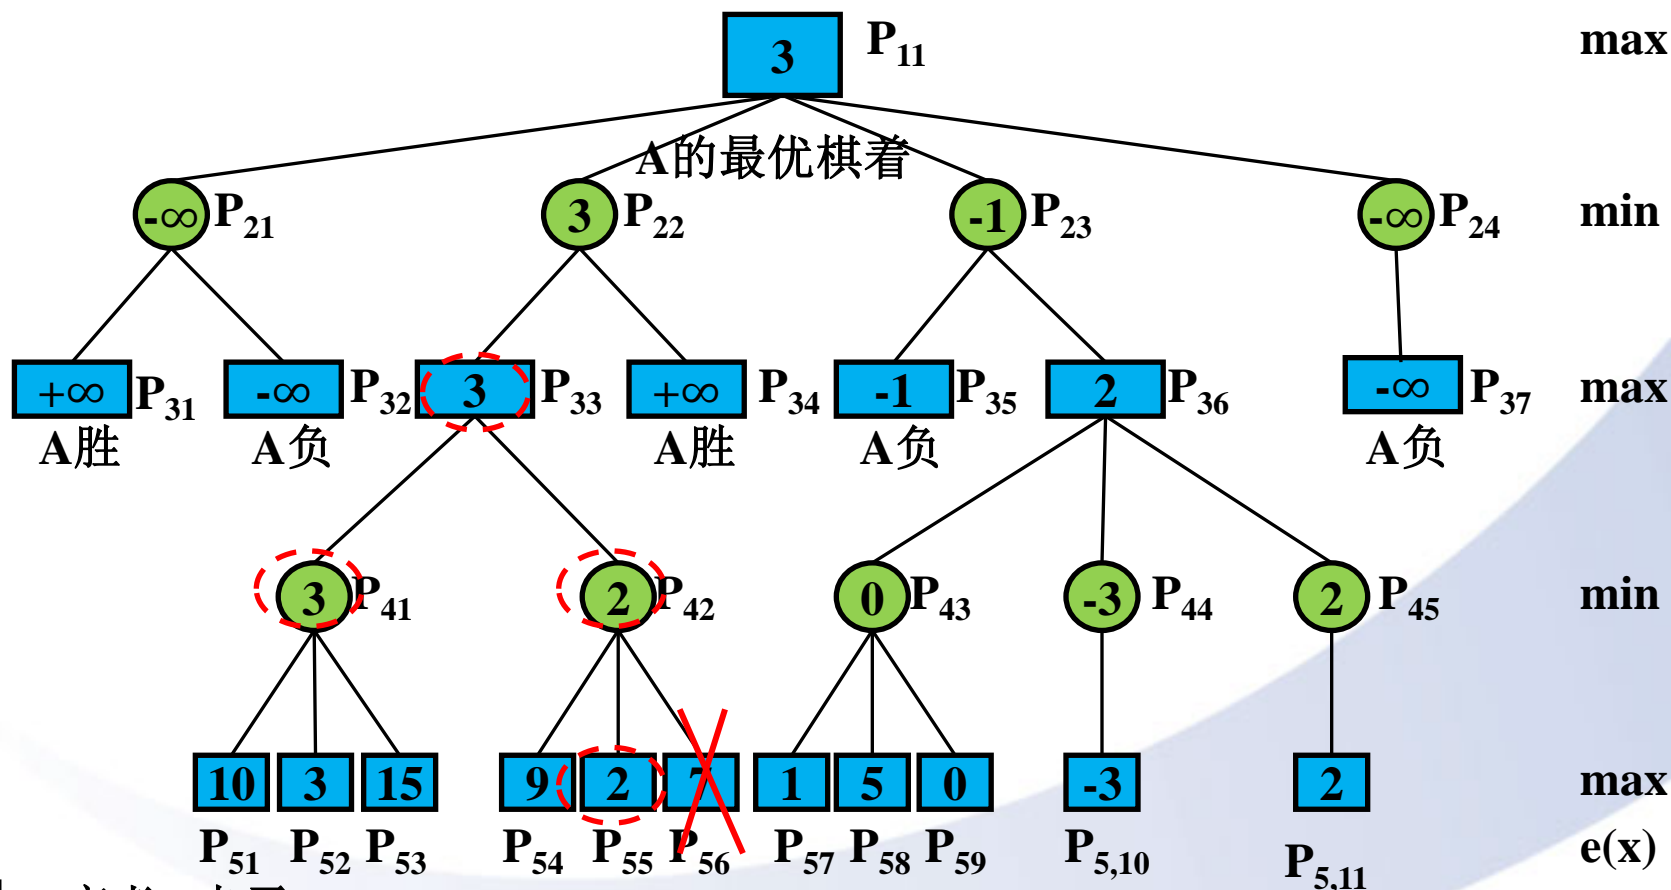 3 P₁₁ max
A的最优棋着
-∞ P₂₁ 3 P₂₂ -1 P₂₃ -∞ P₂₄ min
+∞ P₃₁ -∞ P₃₂ 3 P₃₃ +∞ P₃₄ -1 P₃₅ 2 P₃₆ -∞ P₃₇ max
A胜 A负 A胜 A负 A负
3 P₄₁ 2 P₄₂ 0 P₄₃ -3 P₄₄ 2 P₄₅ min
10 3 15 9 2 7 1 5 0 -3 2 max
P₅₁ P₅₂ P₅₃ P₅₄ P₅₅ P₅₆ P₅₇ P₅₈ P₅₉ P₅,₁₀ P₅,₁₁ e(x)